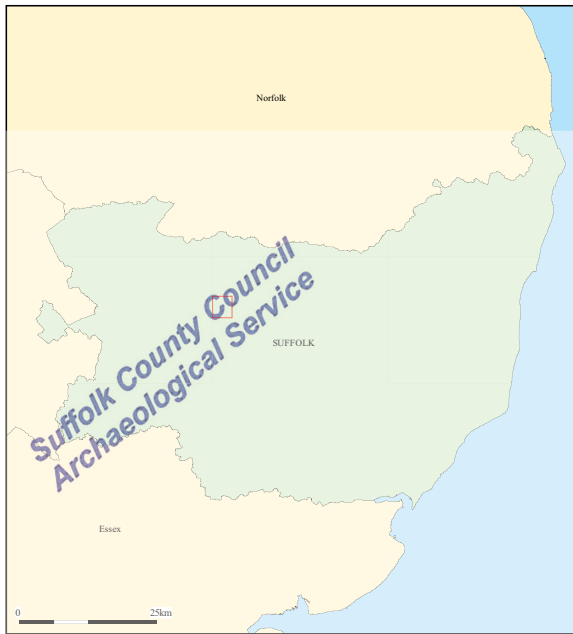 Norfolk
Suffolk County Council
Archaeological Service
SUFFOLK
Essex
0 25km